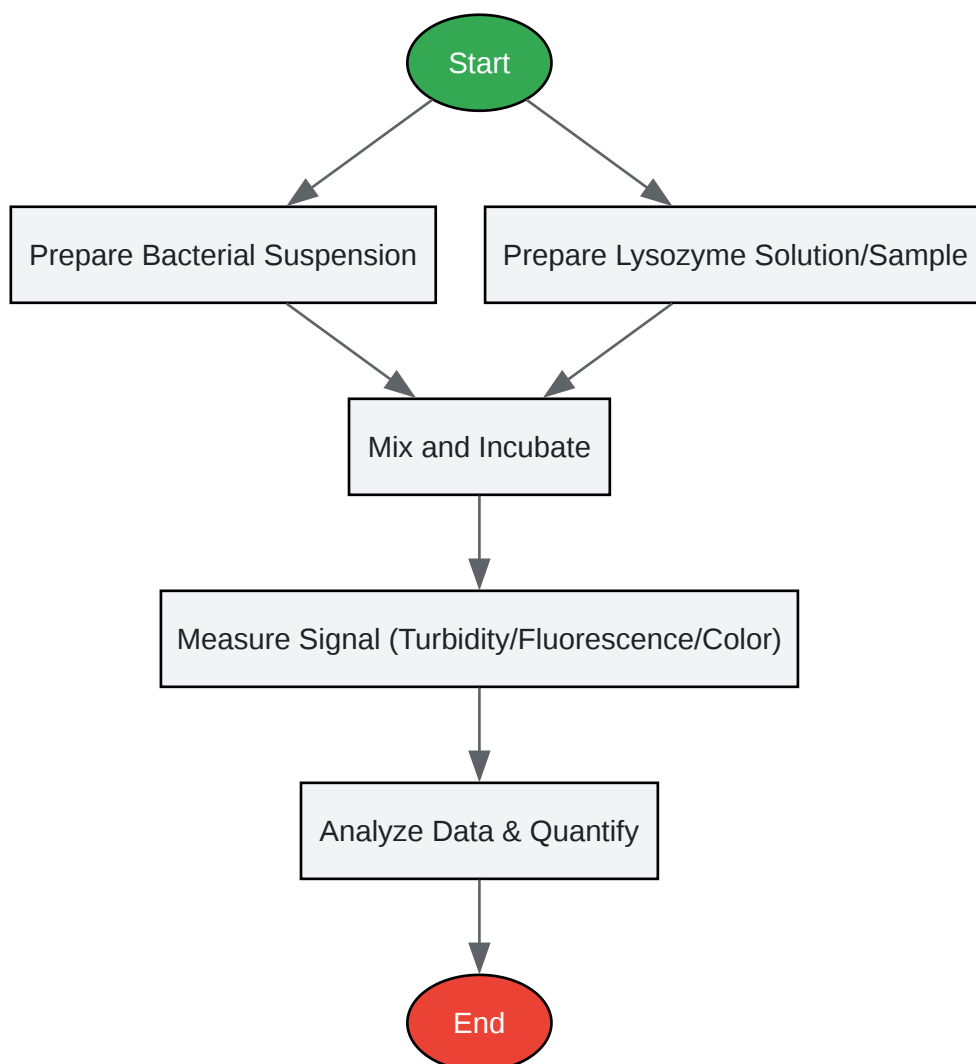 Start
Prepare Bacterial Suspension
Prepare Lysozyme Solution/Sample
Mix and Incubate
Measure Signal (Turbidity/Fluorescence/Color)
Analyze Data & Quantify
End